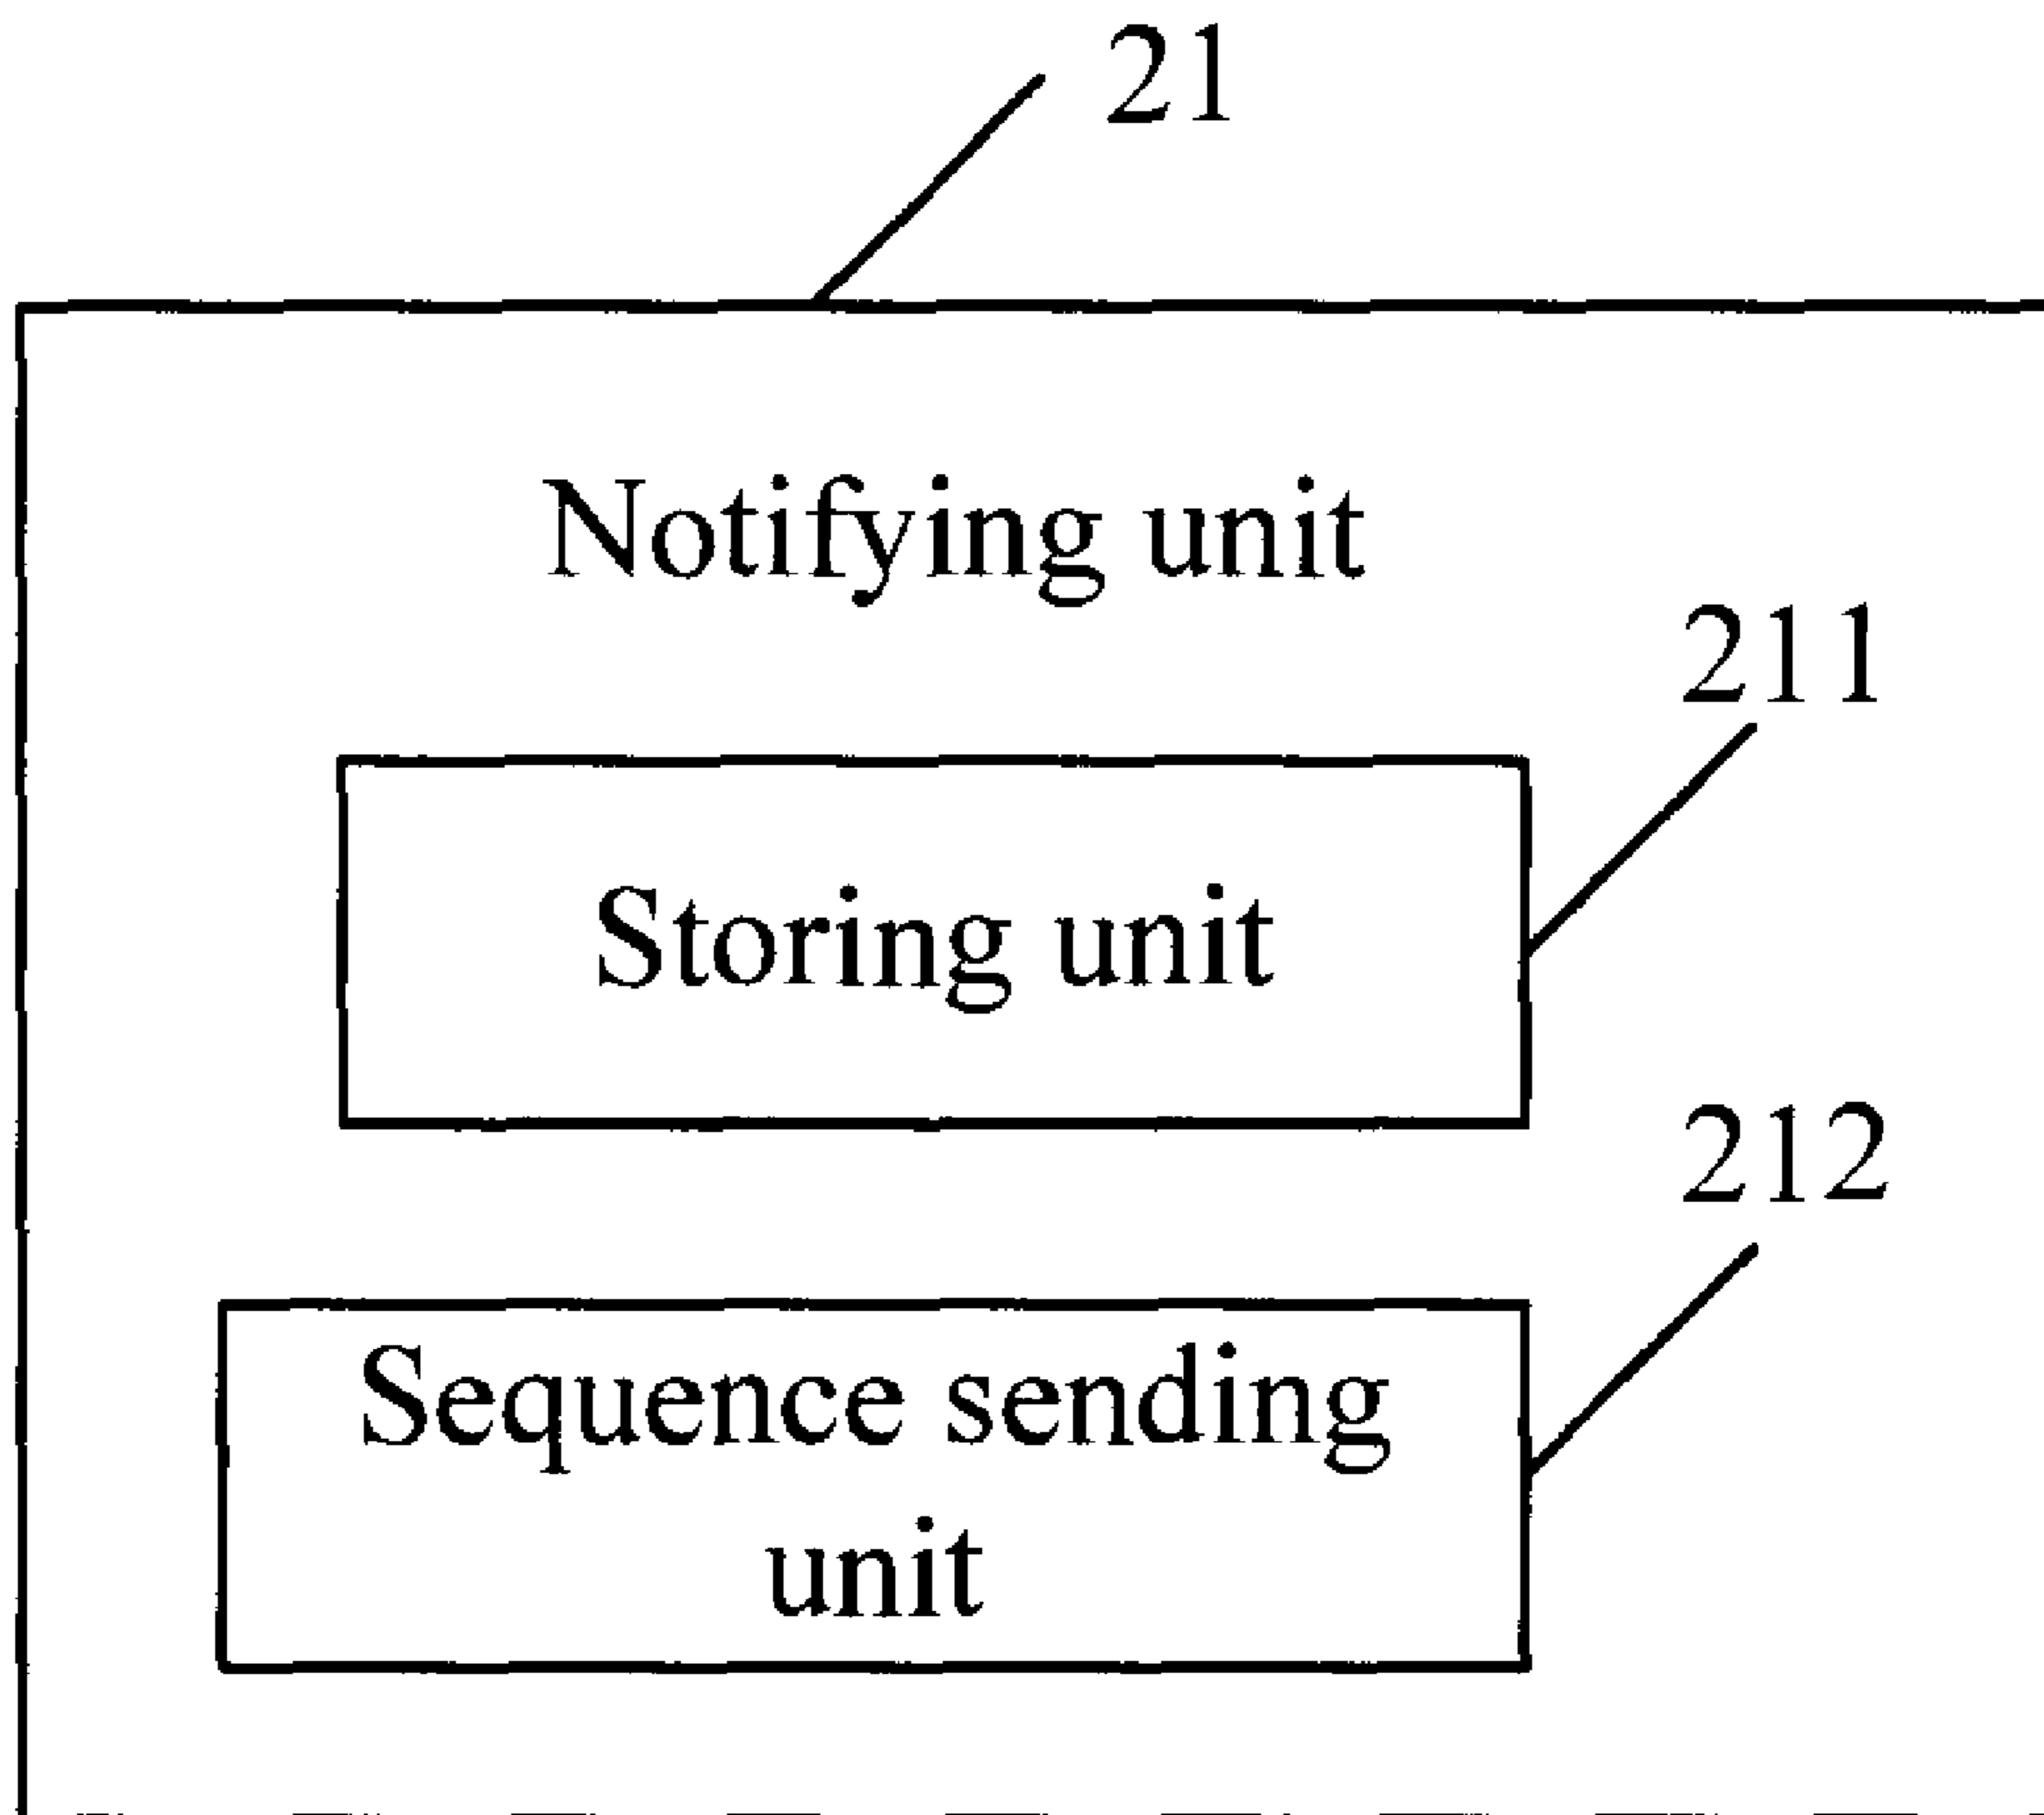 21
Notifying unit
211
Storing unit
212
Sequence sending
unit